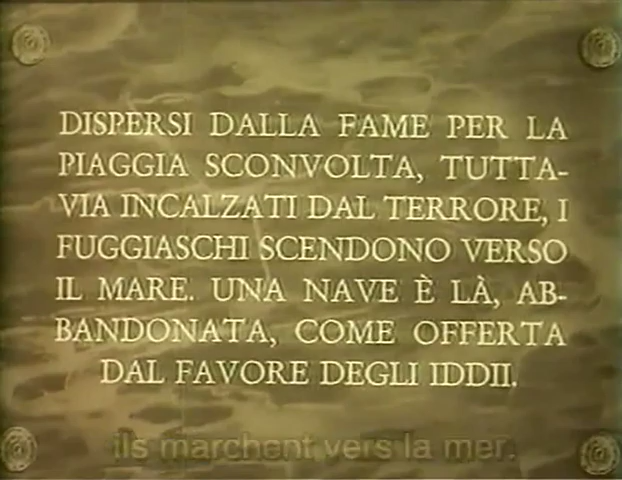 DISPERSI DALLA FAME PER LA
PIAGGIA SCONVOLTA, TUTTA-
VIA INCALZATI DAL TERRORE, I
FUGGIASCHI SCENDONO VERSO
IL MARE. UNA NAVE È LÀ, AB-
BANDONATA, COME OFFERTA
DAL FAVORE DEGLI IDDII.
ils marchent vers la mer.